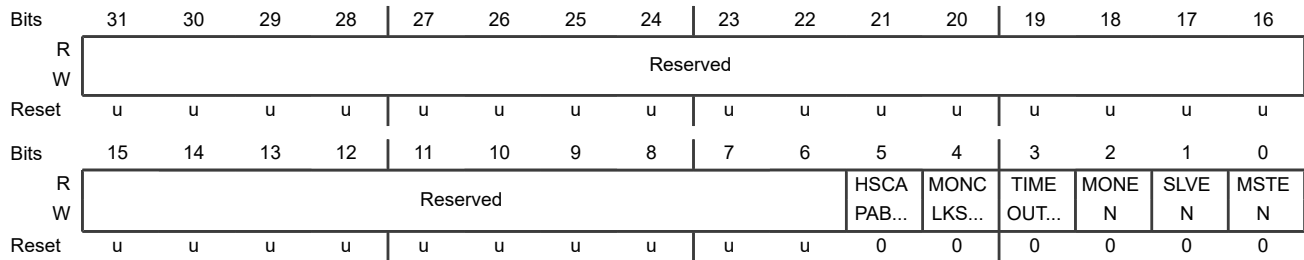 Bits 31 30 29 28 27 26 25 24 23 22 21 20 19 18 17 16
R
Reserved
W
Reset u u u u u u u u u u u u u u u u
Bits 15 14 13 12 11 10 9 8 7 6 5 4 3 2 1 0
R HSCA MONC TIME MONE SLVE MSTE
Reserved
W PAB... LKS... OUT... N N N
Reset u u u u u u u u u u 0 0 0 0 0 0